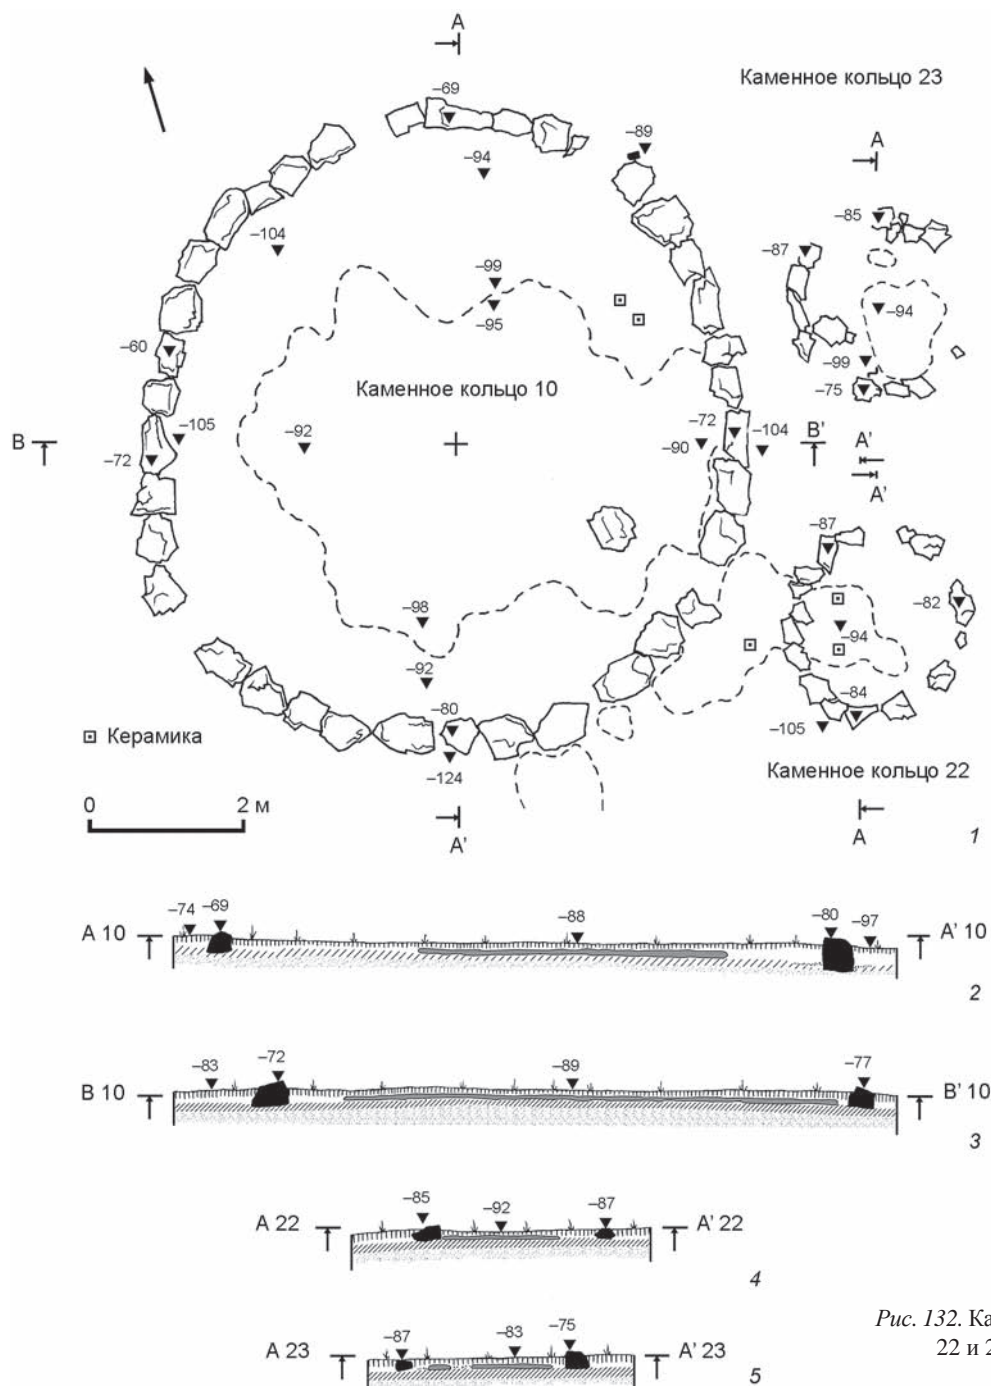 A
Каменное кольцо 23
–69
–89
A
–94
–85
–87
–104
–99
–95
–94
–60
–99
–75
Каменное кольцо 10
B
–105
–92
–72
–104
–90
B'
A'
A'
–72
–87
–82
–94
–98
–92
–84
–80
–105
Керамика
–124
Каменное кольцо 22
0 2 м
A'
A
1
–74 –69 –88 –80 –97
A 10 A' 10
2
–83 –72 –89 –77
B 10 B' 10
3
–85 –92 –87
A 22 A' 22
4
–87 –83 –75
A 23 A' 23
5
Рис. 132. Ка
22 и 2